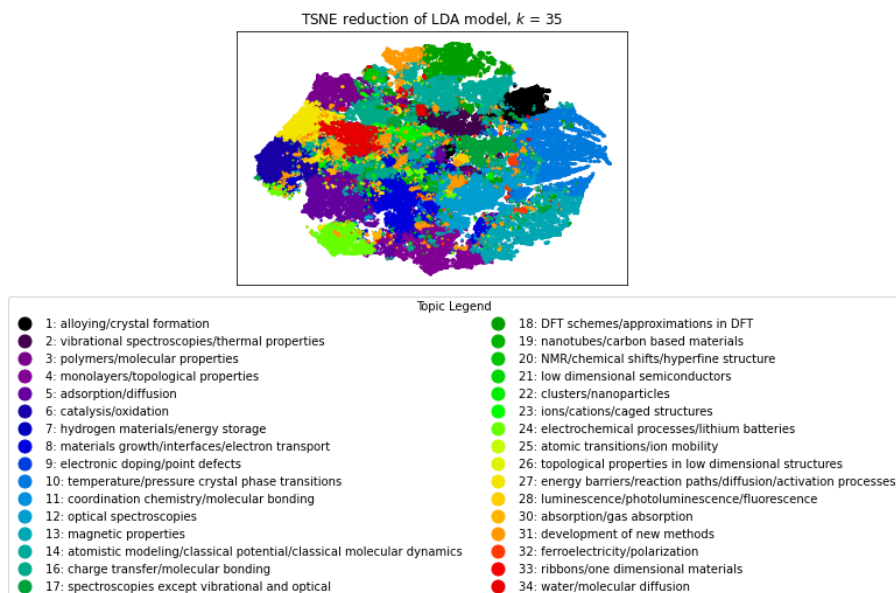 TSNE reduction of LDA model, k = 35
Topic Legend
1: alloying/crystal formation
2: vibrational spectroscopies/thermal properties
3: polymers/molecular properties
4: monolayers/topological properties
5: adsorption/diffusion
6: catalysis/oxidation
7: hydrogen materials/energy storage
8: materials growth/interfaces/electron transport
9: electronic doping/point defects
10: temperature/pressure crystal phase transitions
11: coordination chemistry/molecular bonding
12: optical spectroscopies
13: magnetic properties
14: atomistic modeling/classical potential/classical molecular dynamics
16: charge transfer/molecular bonding
17: spectroscopies except vibrational and optical
18: DFT schemes/approximations in DFT
19: nanotubes/carbon based materials
20: NMR/chemical shifts/hyperfine structure
21: low dimensional semiconductors
22: clusters/nanoparticles
23: ions/cations/caged structures
24: electrochemical processes/lithium batteries
25: atomic transitions/ion mobility
26: topological properties in low dimensional structures
27: energy barriers/reaction paths/diffusion/activation processes
28: luminescence/photoluminescence/fluorescence
30: absorption/gas absorption
31: development of new methods
32: ferroelectricity/polarization
33: ribbons/one dimensional materials
34: water/molecular diffusion